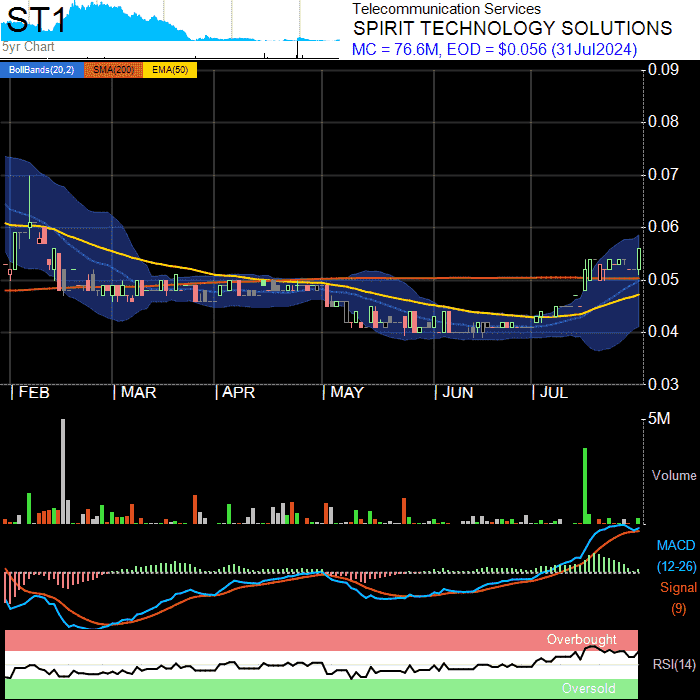 ST1
5yr Chart
Telecommunication Services
SPIRIT TECHNOLOGY SOLUTIONS
MC = 76.6M, EOD = $0.056 (31Jul2024)
BollBands(20,2) SMA(200) EMA(50)
0.09
0.08
0.07
0.06
0.05
0.04
0.03
FEB MAR APR MAY JUN JUL
5M
Volume
MACD
(12-26)
Signal
(9)
Overbought
RSI(14)
Oversold